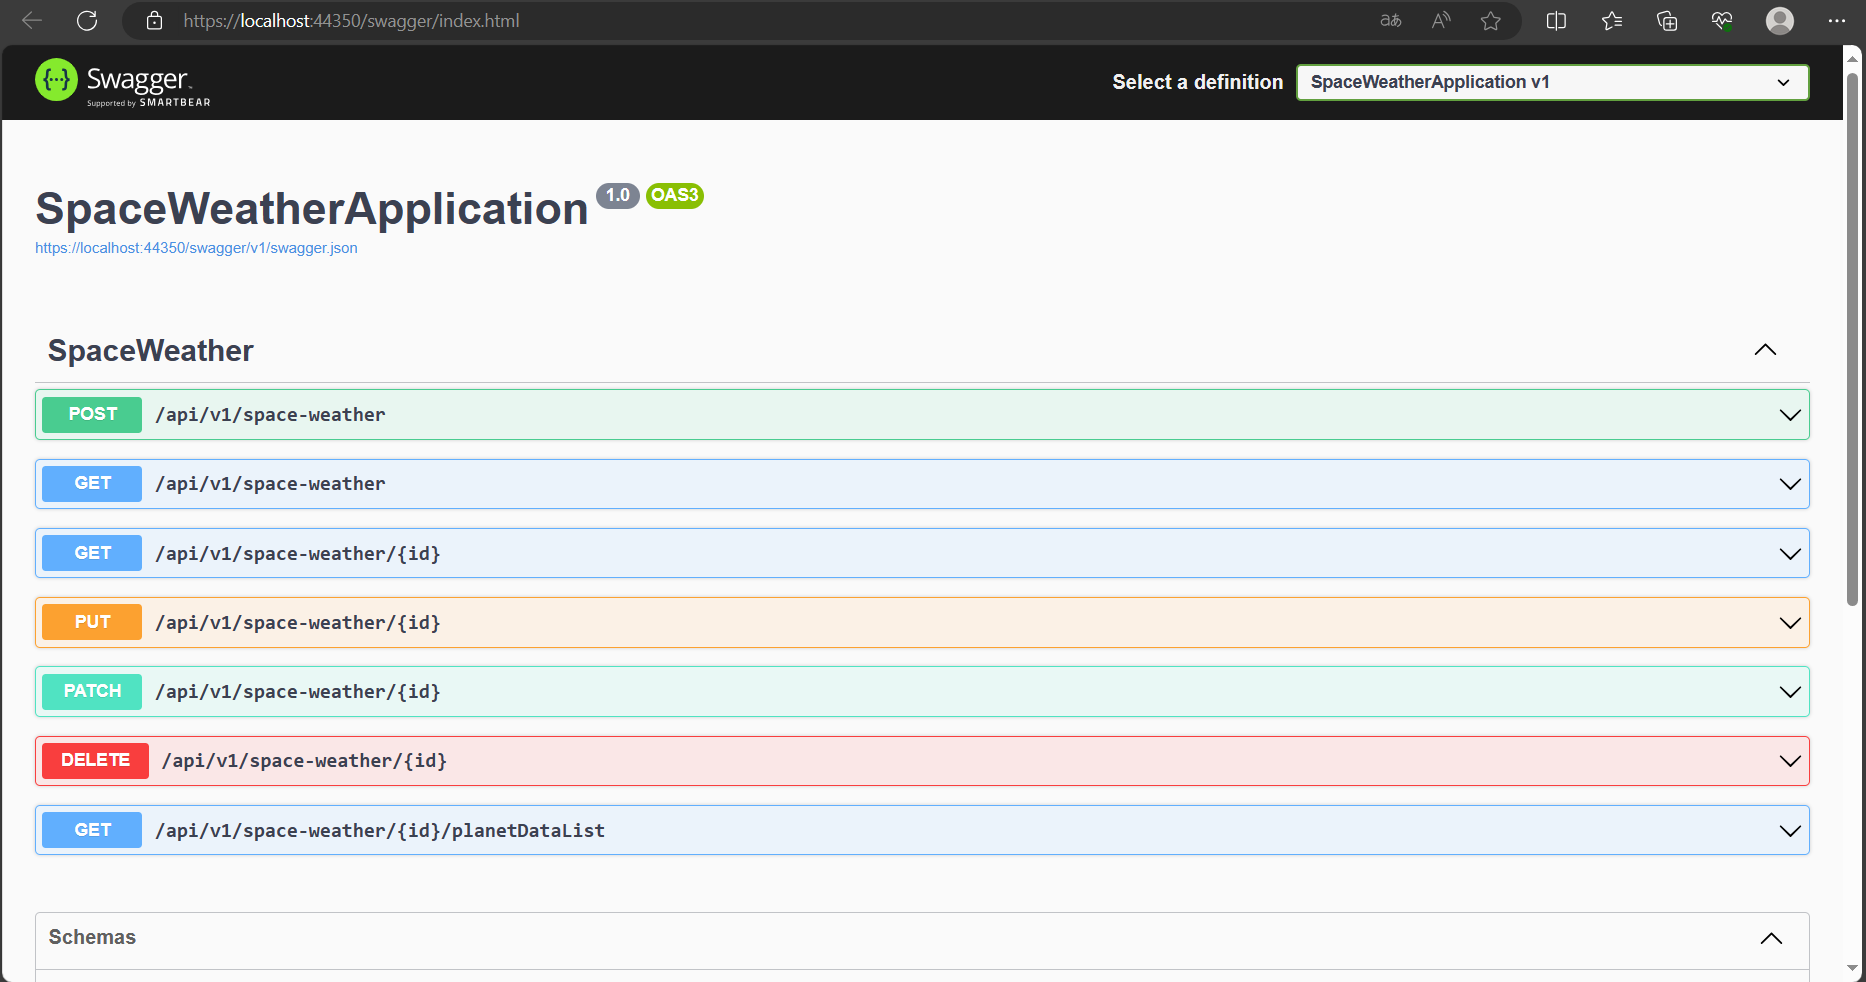 https://localhost:44350/swagger/index.html
Swagger
Supported by SMARTBEAR
Select a definition
SpaceWeatherApplication v1
SpaceWeatherApplication 1.0 OAS3
https://localhost:44350/swagger/v1/swagger.json
SpaceWeather
POST /api/v1/space-weather
GET /api/v1/space-weather
GET /api/v1/space-weather/{id}
PUT /api/v1/space-weather/{id}
PATCH /api/v1/space-weather/{id}
DELETE /api/v1/space-weather/{id}
GET /api/v1/space-weather/{id}/planetDataList
Schemas